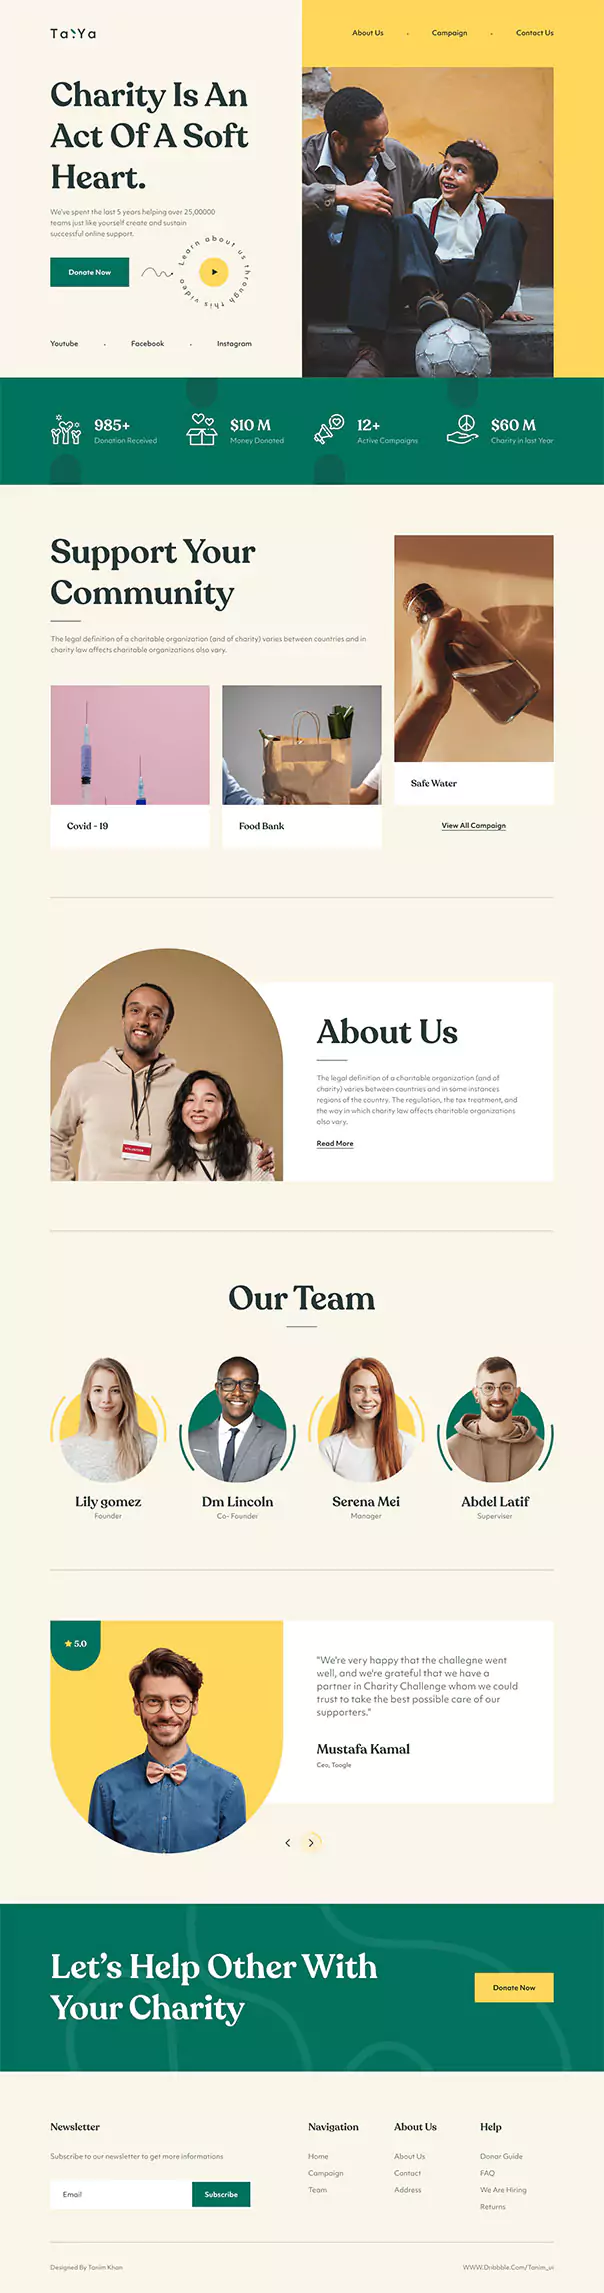 Ta:Ya
About Us
Campaign
Contact Us
Charity Is An
Act Of A Soft
Heart.
We've spent the last 5 years helping over 25,00000
teams just like yourself create and sustain
successful online support.
Donate Now
Learn about us through this video
Youtube
Facebook
Instagram
985+
Donation Received
$10 M
Money Donated
12+
Active Campaigns
$60 M
Charity in last Year
Support Your
Community
The legal definition of a charitable organization (and of charity) varies between countries and in
charity law affects charitable organizations also vary.
Covid - 19
Food Bank
Safe Water
View All Campaign
VOLUNTEER
About Us
The legal definition of a charitable organization (and of
charity) varies between countries and in some instances
regions of the country. The regulation, the tax treatment, and
the way in which charity law affects charitable organizations
also vary.
Read More
Our Team
Lily gomez
Founder
Dm Lincoln
Co- Founder
Serena Mei
Manager
Abdel Latif
Superviser
5.0
"We're very happy that the challegne went
well, and we're grateful that we have a
partner in Charity Challenge whom we could
trust to take the best possible care of our
supporters."
Mustafa Kamal
Ceo, Toogle
Let's Help Other With
Your Charity
Donate Now
Newsletter
Subscribe to our newsletter to get more informations
Email
Subscribe
Navigation
Home
Campaign
Team
About Us
About Us
Contact
Address
Help
Donar Guide
FAQ
We Are Hiring
Returns
Designed By Tanim Khan
WWW.Dribbble.Com/Tanim_ui